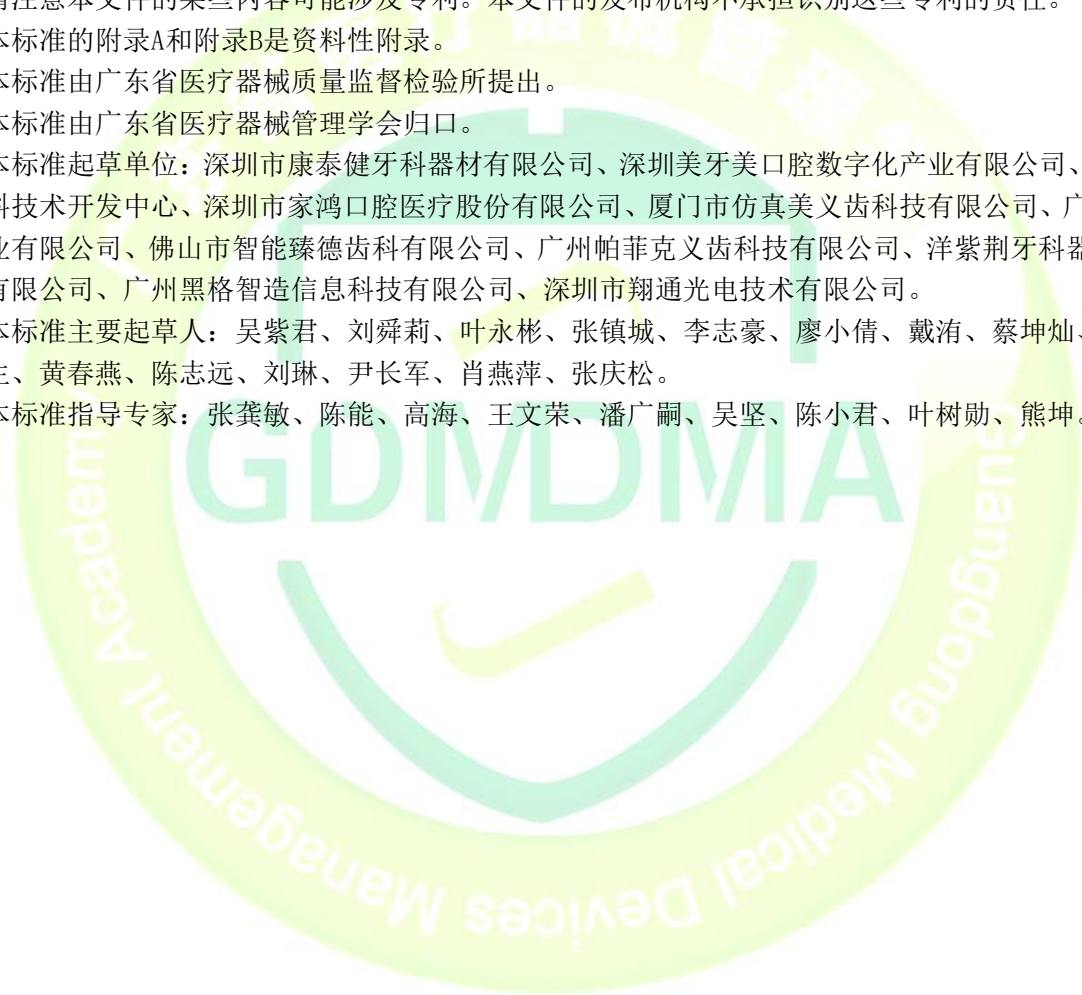 请注意本文件的某些内容可能涉及专利。本文件的发布机构不承担识别这些专利的责任。
本标准的附录A和附录B是资料性附录。
本标准由广东省医疗器械质量监督检验所提出。
本标准由广东省医疗器械管理学会归口。
本标准起草单位：深圳市康泰健牙科器材有限公司、深圳美牙美口腔数字化产业有限公司、
科技术开发中心、深圳市家鸿口腔医疗股份有限公司、厦门市仿真美义齿科技有限公司、广
业有限公司、佛山市智能臻德齿科有限公司、广州帕菲克义齿科技有限公司、洋紫荆牙科器
有限公司、广州黑格智造信息科技有限公司、深圳市翔通光电技术有限公司。
本标准主要起草人：吴紫君、刘舜莉、叶永彬、张镇城、李志豪、廖小倩、戴洧、蔡坤灿、
生、黄春燕、陈志远、刘琳、尹长军、肖燕萍、张庆松。
本标准指导专家：张龚敏、陈能、高海、王文荣、潘广嗣、吴坚、陈小君、叶树勋、熊坤。
GDMDMA
Guangdong Medical Devices Management Academy